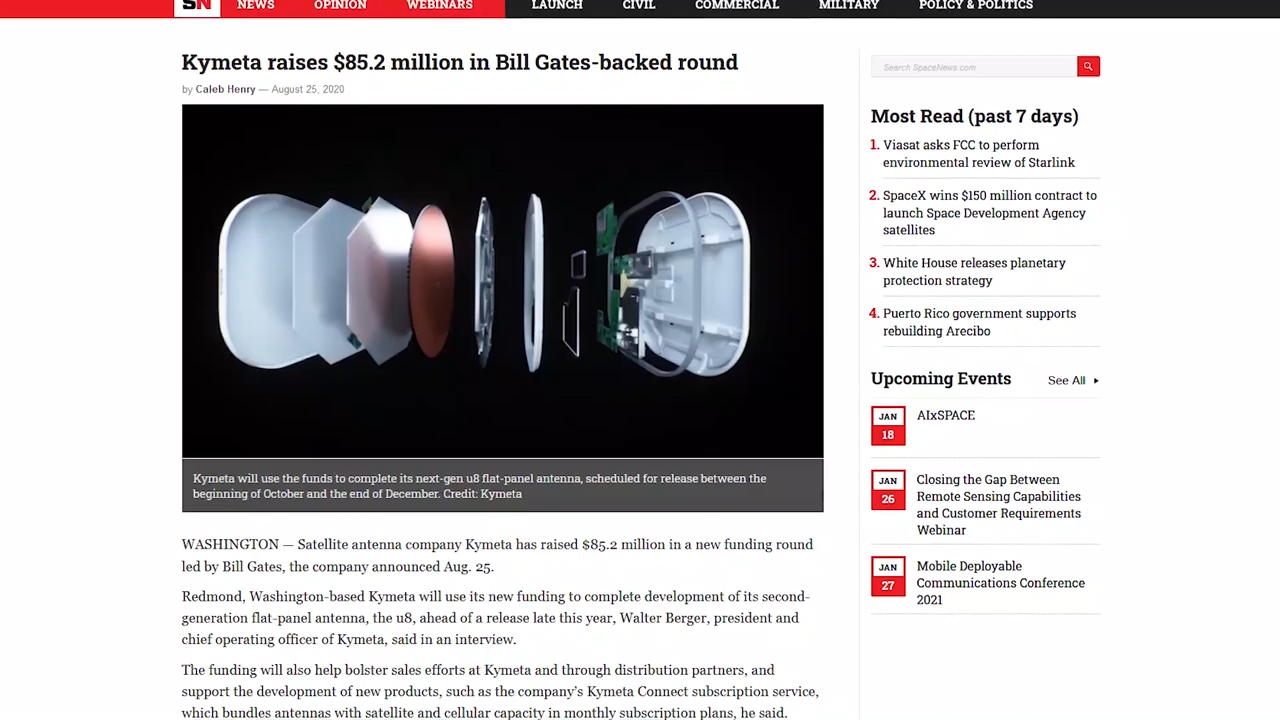 SN
NEWS OPINION WEBINARS LAUNCH CIVIL COMMERCIAL MILITARY POLICY & POLITICS
Kymeta raises $85.2 million in Bill Gates-backed round
by Caleb Henry — August 25, 2020
Kymeta will use the funds to complete its next-gen u8 flat-panel antenna, scheduled for release between the
beginning of October and the end of December. Credit: Kymeta
WASHINGTON — Satellite antenna company Kymeta has raised $85.2 million in a new funding round
led by Bill Gates, the company announced Aug. 25.
Redmond, Washington-based Kymeta will use its new funding to complete development of its second-
generation flat-panel antenna, the u8, ahead of a release late this year, Walter Berger, president and
chief operating officer of Kymeta, said in an interview.
The funding will also help bolster sales efforts at Kymeta and through distribution partners, and
support the development of new products, such as the company's Kymeta Connect subscription service,
which bundles antennas with satellite and cellular capacity in monthly subscription plans, he said.
Search SpaceNews.com
Most Read (past 7 days)
1. Viasat asks FCC to perform
environmental review of Starlink
2. SpaceX wins $150 million contract to
launch Space Development Agency
satellites
3. White House releases planetary
protection strategy
4. Puerto Rico government supports
rebuilding Arecibo
Upcoming Events See All
JAN
18
AIxSPACE
JAN
26
Closing the Gap Between
Remote Sensing Capabilities
and Customer Requirements
Webinar
JAN
27
Mobile Deployable
Communications Conference
2021